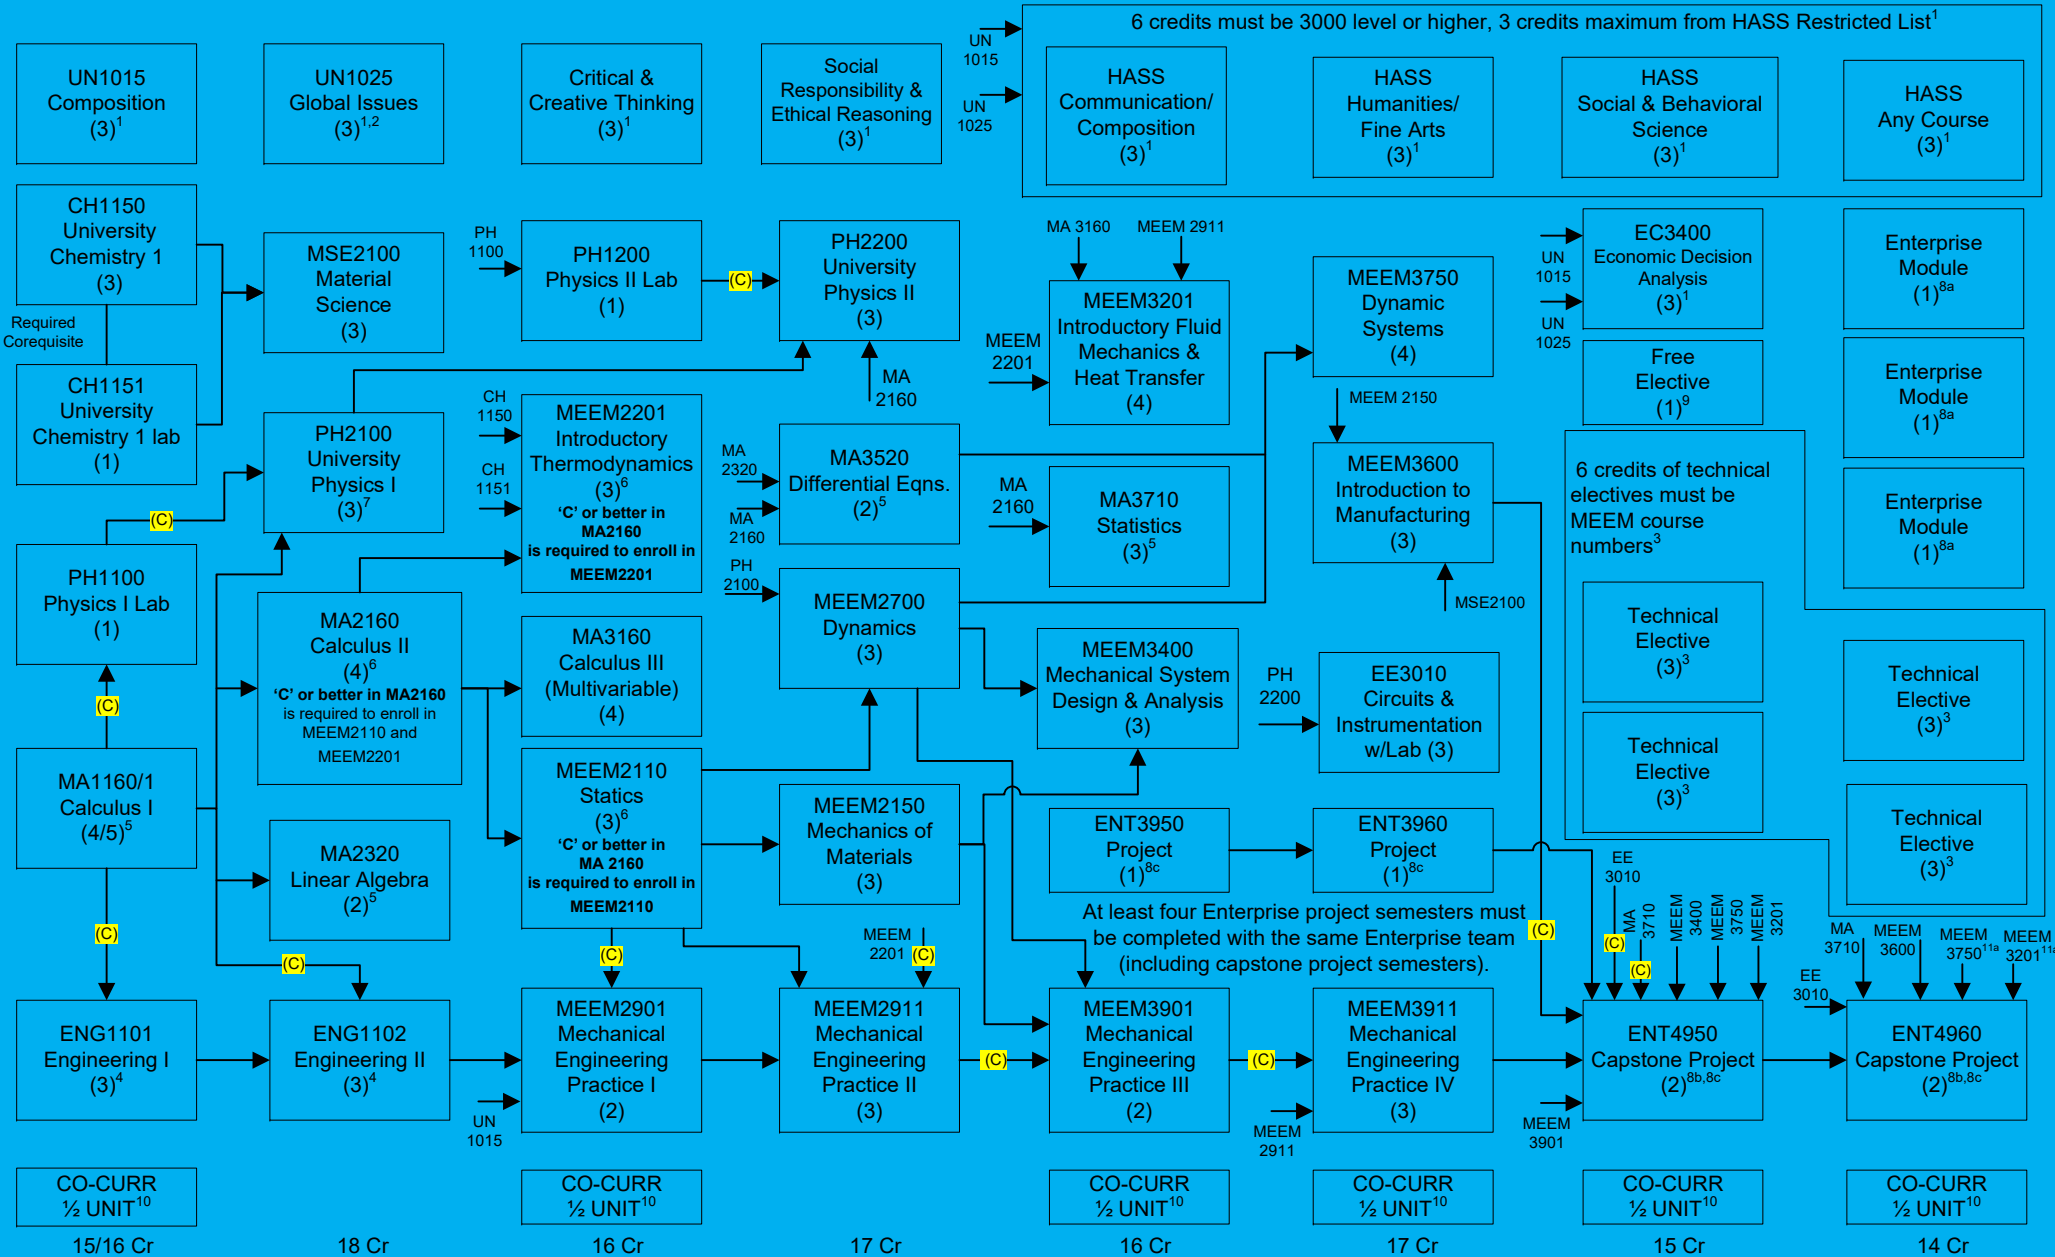 6 credits must be 3000 level or higher, 3 credits maximum from HASS Restricted List1
UN
1015
UN
1025
UN1015
Composition
(3)1
UN1025
Global Issues
(3)1,2
Critical &
Creative Thinking
(3)1
Social
Responsibility &
Ethical Reasoning
(3)1
HASS
Communication/
Composition
(3)1
HASS
Humanities/
Fine Arts
(3)1
HASS
Social & Behavioral
Science
(3)1
HASS
Any Course
(3)1
CH1150
University
Chemistry 1
(3)
Required
Corequisite
CH1151
University
Chemistry 1 lab
(1)
(C)
PH1100
Physics I Lab
(1)
(C)
MA1160/1
Calculus I
(4/5)5
(C)
ENG1101
Engineering I
(3)4
CO-CURR
½ UNIT10
15/16 Cr
MSE2100
Material
Science
(3)
PH2100
University
Physics I
(3)7
MA2160
Calculus II
(4)6
‘C’ or better in MA2160
is required to enroll in
MEEM2110 and
MEEM2201
MA2320
Linear Algebra
(2)5
(C)
ENG1102
Engineering II
(3)4
18 Cr
PH
1100
PH1200
Physics II Lab
(1)
(C)
CH
1150
CH
1151
MEEM2201
Introductory
Thermodynamics
(3)6
‘C’ or better in
MA2160
is required to enroll in
MEEM2201
MA3160
Calculus III
(Multivariable)
(4)
MEEM2110
Statics
(3)6
‘C’ or better in
MA 2160
is required to enroll in
MEEM2110
(C)
MEEM2901
Mechanical
Engineering
Practice I
(2)
UN
1015
CO-CURR
½ UNIT10
16 Cr
PH2200
University
Physics II
(3)
MA
2160
MA
2320
MA
2160
MA3520
Differential Eqns.
(2)5
PH
2100
MEEM2700
Dynamics
(3)
MEEM2150
Mechanics of
Materials
(3)
MEEM
2201
(C)
MEEM2911
Mechanical
Engineering
Practice II
(3)
(C)
17 Cr
MA 3160
MEEM 2911
MEEM
2201
MEEM3201
Introductory Fluid
Mechanics &
Heat Transfer
(4)
MA
2160
MA3710
Statistics
(3)5
MEEM3400
Mechanical System
Design & Analysis
(3)
ENT3950
Project
(1)8c
At least four Enterprise project semesters must
be completed with the same Enterprise team
(including capstone project semesters).
MEEM3901
Mechanical
Engineering
Practice III
(2)
(C)
CO-CURR
½ UNIT10
16 Cr
MEEM3750
Dynamic
Systems
(4)
MEEM 2150
MEEM3600
Introduction to
Manufacturing
(3)
MSE2100
PH
2200
EE3010
Circuits &
Instrumentation
w/Lab (3)
ENT3960
Project
(1)8c
(C)
MEEM3911
Mechanical
Engineering
Practice IV
(3)
MEEM
2911
CO-CURR
½ UNIT10
17 Cr
UN
1015
UN
1025
EC3400
Economic Decision
Analysis
(3)1
Free
Elective
(1)9
6 credits of technical
electives must be
MEEM course
numbers3
Technical
Elective
(3)3
Technical
Elective
(3)3
EE
3010
(C)
MA
3710
(C)
MEEM
3400
MEEM
3750
MEEM
3201
ENT4950
Capstone Project
(2)8b,8c
MEEM
3901
CO-CURR
½ UNIT10
15 Cr
Enterprise
Module
(1)8a
Enterprise
Module
(1)8a
Enterprise
Module
(1)8a
Technical
Elective
(3)3
Technical
Elective
(3)3
MA
3710
MEEM
3600
MEEM
375011a
MEEM
320111a
EE
3010
ENT4960
Capstone Project
(2)8b,8c
CO-CURR
½ UNIT10
14 Cr